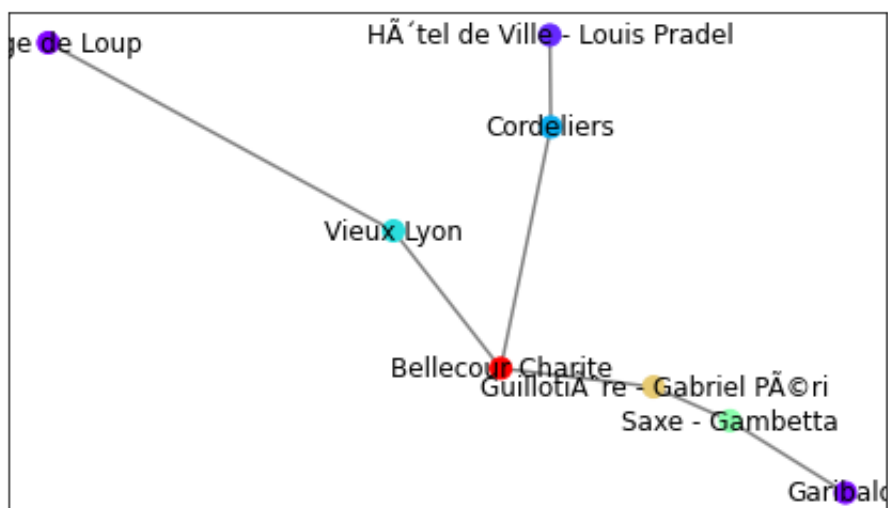 ge de Loup
HÃ´tel de Ville - Louis Pradel
Cordeliers
Vieux Lyon
Bellecour Charite
GuillotiÃ¨re - Gabriel PÃ©ri
Saxe - Gambetta
Garibald